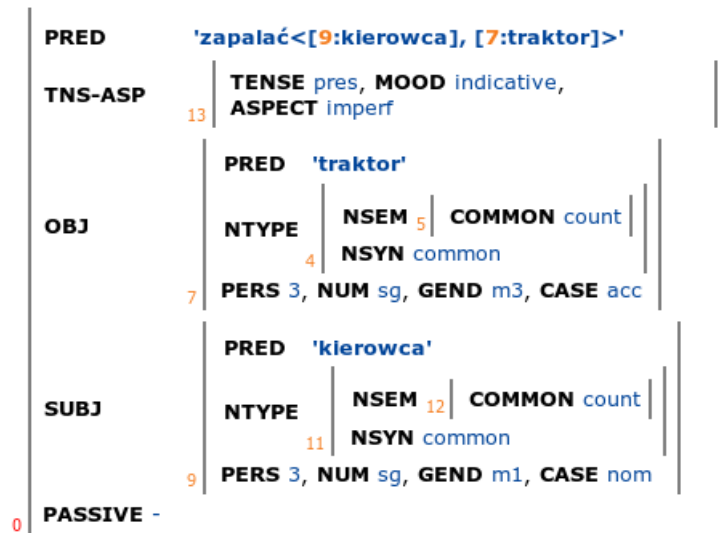 PRED 'zapalać<[9:kierowca], [7:traktor]>'
TNS-ASP
TENSE pres, MOOD indicative,
ASPECT imperf
13
PRED 'traktor'
OBJ
NTYPE
NSEM 5 COMMON count
NSYN common
4
PERS 3, NUM sg, GEND m3, CASE acc
7
PRED 'kierowca'
SUBJ
NTYPE
NSEM 12 COMMON count
NSYN common
11
PERS 3, NUM sg, GEND m1, CASE nom
9
PASSIVE -
0